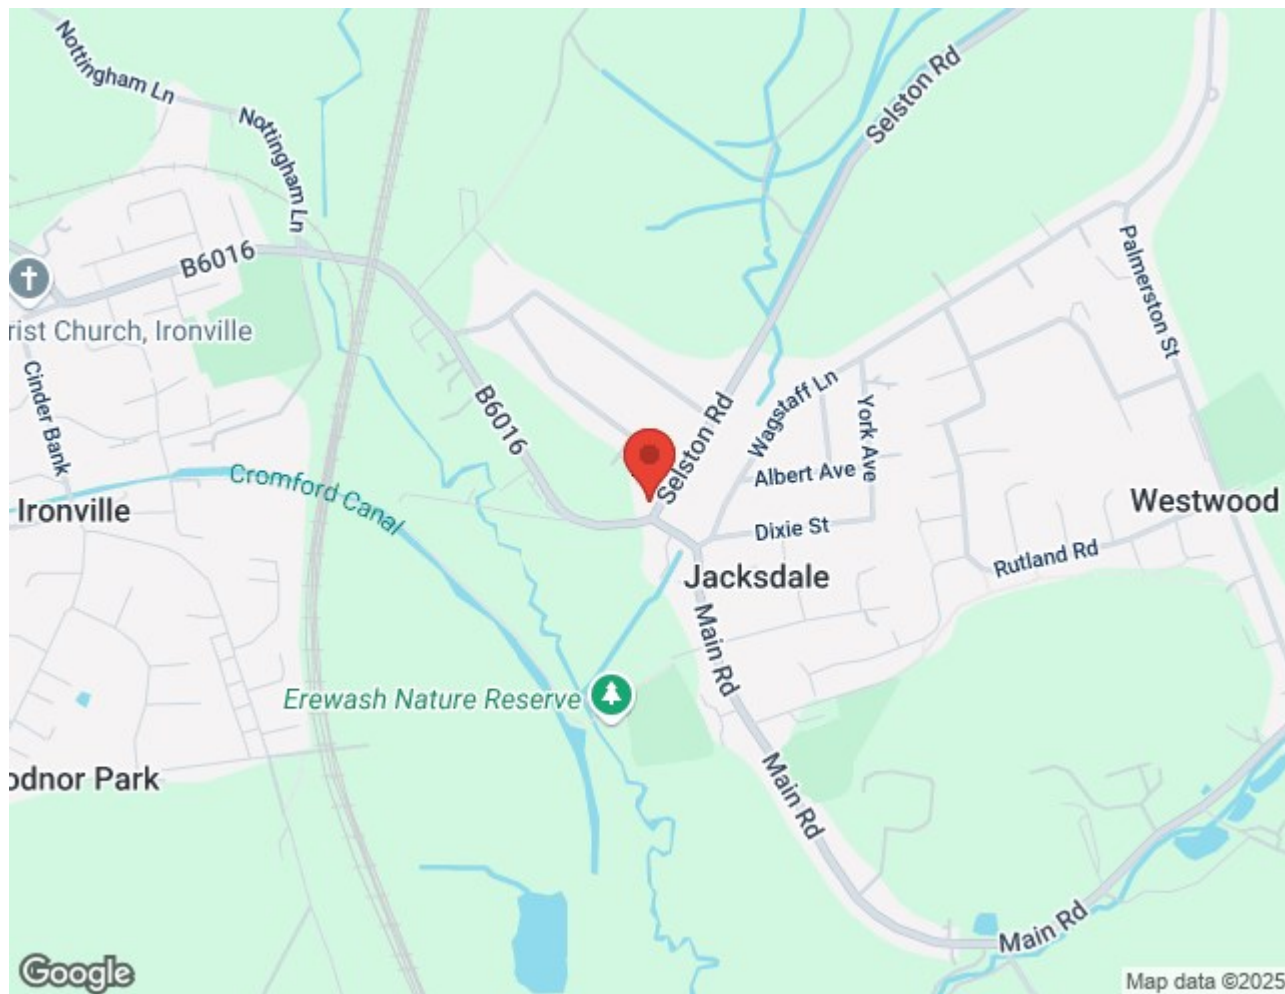 Nottingham Ln
Nottingham Ln
Selston Rd
B6016
Palmerston St
rist Church, Ironville
Cinder Bank
B6016
Selston Rd
Wagstaff Ln
York Ave
Albert Ave
Cromford Canal
Ironville
Westwood
Dixie St
Rutland Rd
Jacksdale
Main Rd
Erewash Nature Reserve
odnor Park
Main Rd
Main Rd
Google
Map data ©2025